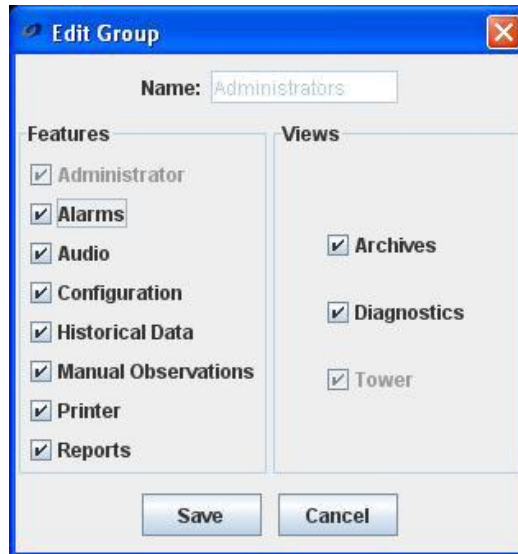 Edit Group
Name: Administrators
Features
Administrator
Alarms
Audio
Configuration
Historical Data
Manual Observations
Printer
Reports
Views
Archives
Diagnostics
Tower
Save Cancel